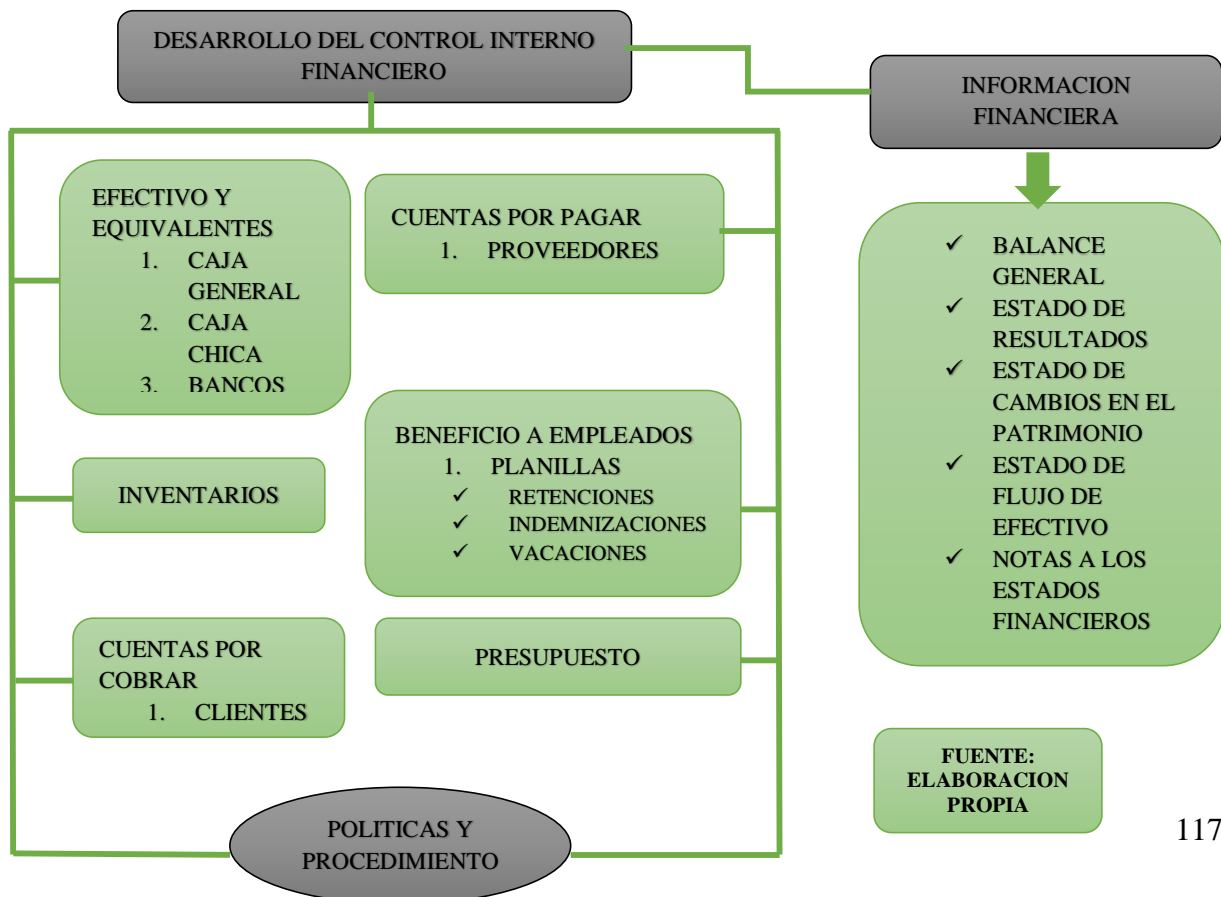 DESARROLLO DEL CONTROL INTERNO
FINANCIERO
INFORMACION
FINANCIERA
EFECTIVO Y
EQUIVALENTES
1. CAJA
GENERAL
2. CAJA
CHICA
3. BANCOS
CUENTAS POR PAGAR
1. PROVEEDORES
INVENTARIOS
BENEFICIO A EMPLEADOS
1. PLANILLAS
✓ RETENCIONES
✓ INDEMNIZACIONES
✓ VACACIONES
CUENTAS POR
COBRAR
1. CLIENTES
PRESUPUESTO
POLITICAS Y
PROCEDIMIENTO
✓ BALANCE
GENERAL
✓ ESTADO DE
RESULTADOS
✓ ESTADO DE
CAMBIOS EN EL
PATRIMONIO
✓ ESTADO DE
FLUJO DE
EFECTIVO
✓ NOTAS A LOS
ESTADOS
FINANCIEROS
FUENTE:
ELABORACION
PROPIA
117